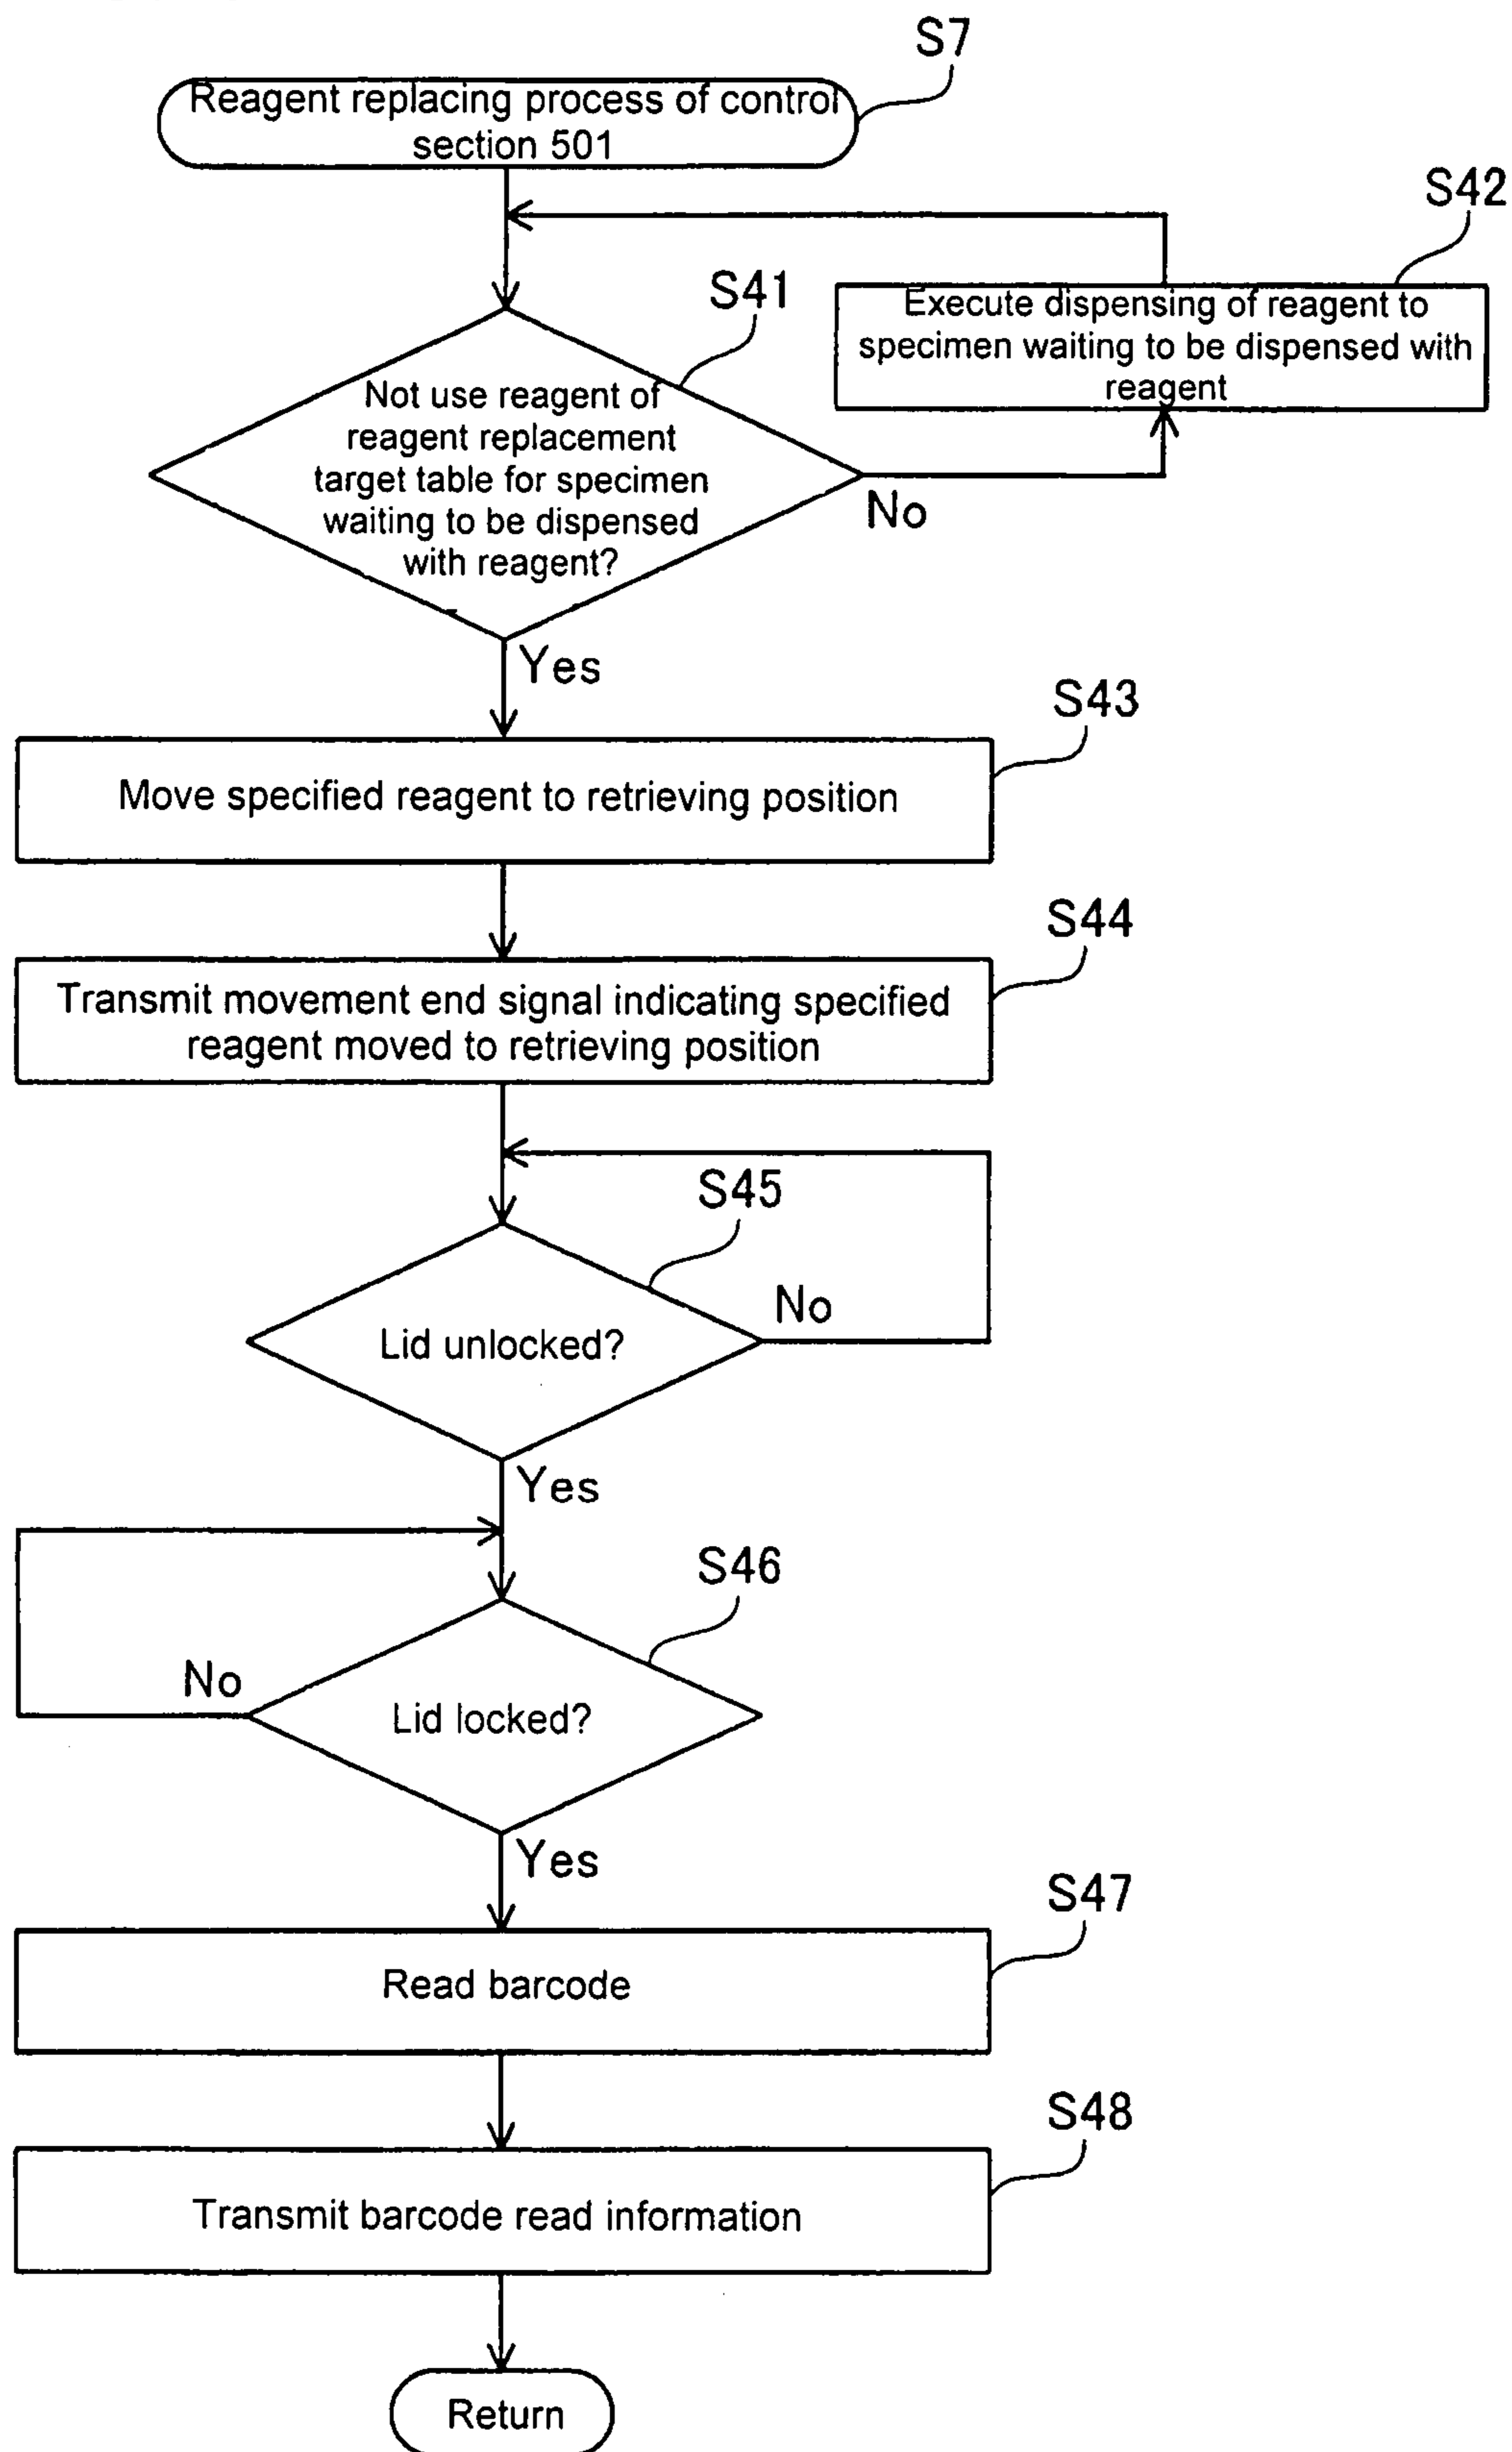 S7
Reagent replacing process of control
section 501
S42
Execute dispensing of reagent to
specimen waiting to be dispensed with
reagent
S41
Not use reagent of
reagent replacement
target table for specimen
waiting to be dispensed
with reagent?
No
Yes
S43
Move specified reagent to retrieving position
S44
Transmit movement end signal indicating specified
reagent moved to retrieving position
S45
No
Lid unlocked?
Yes
S46
No
Lid locked?
Yes
S47
Read barcode
S48
Transmit barcode read information
Return